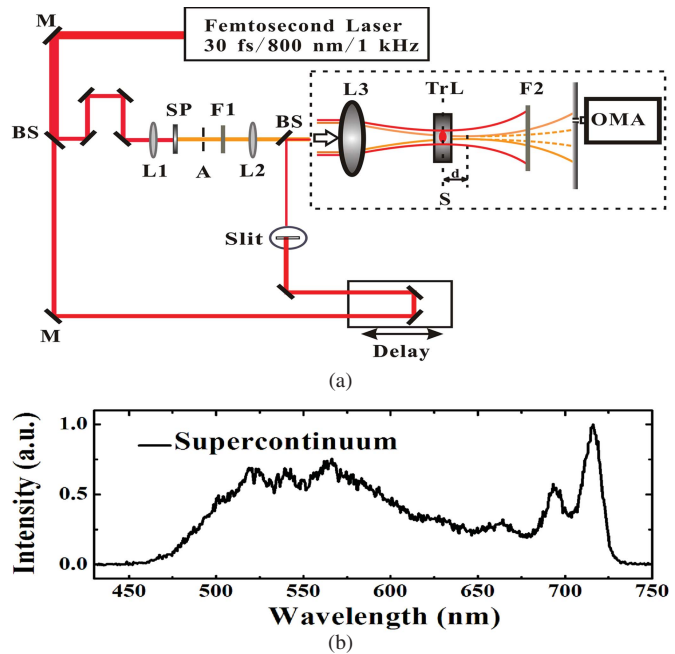 M
Femtosecond Laser
30 fs/800 nm/1 kHz
BS
SP
F1
BS
L1
A
L2
L3
TrL
F2
OMA
d
S
Slit
M
Delay
(a)
Intensity (a.u.)
1.0
0.5
0.0
Supercontinuum
450 500 550 600 650 700 750
Wavelength (nm)
(b)